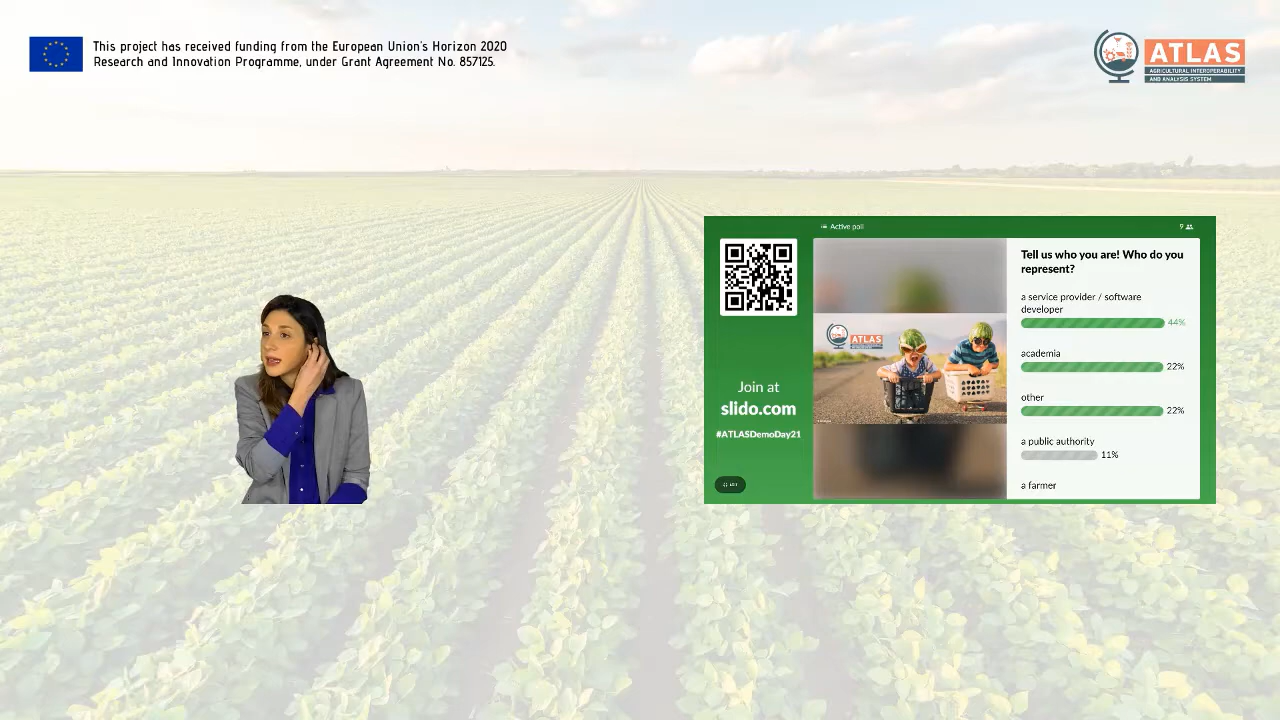 This project has received funding from the European Union's Horizon 2020
Research and Innovation Programme, under Grant Agreement No. 857125.
ATLAS
AGRICULTURAL INTEROPERABILITY
AND ANALYSIS SYSTEM
Active poll
9
Join at
slido.com
#ATLASDemoDay21
ATLAS
Tell us who you are! Who do you
represent?
a service provider / software
developer
44%
academia
22%
other
22%
a public authority
11%
a farmer